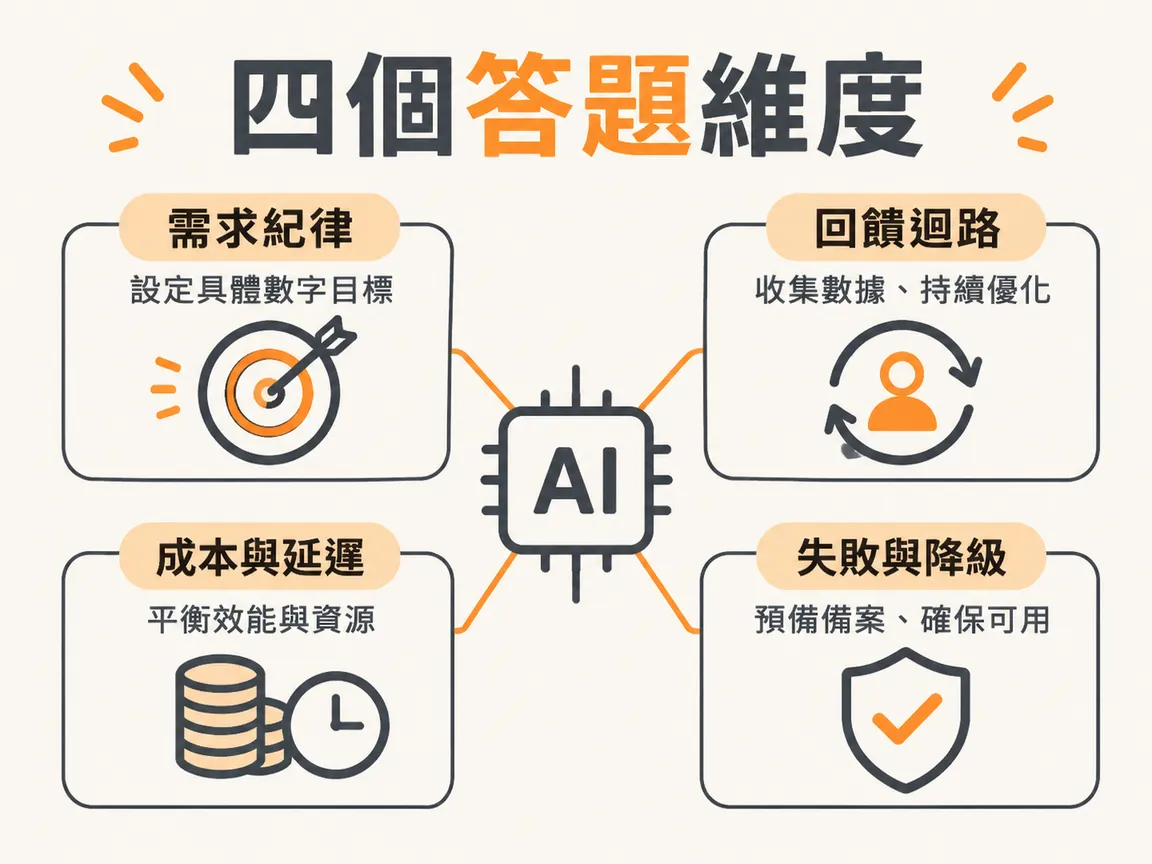 四個答題維度
需求紀律
設定具體數字目標
回饋迴路
收集數據、持續優化
AI
成本與延遲
平衡效能與資源
失敗與降級
預備備案、確保可用